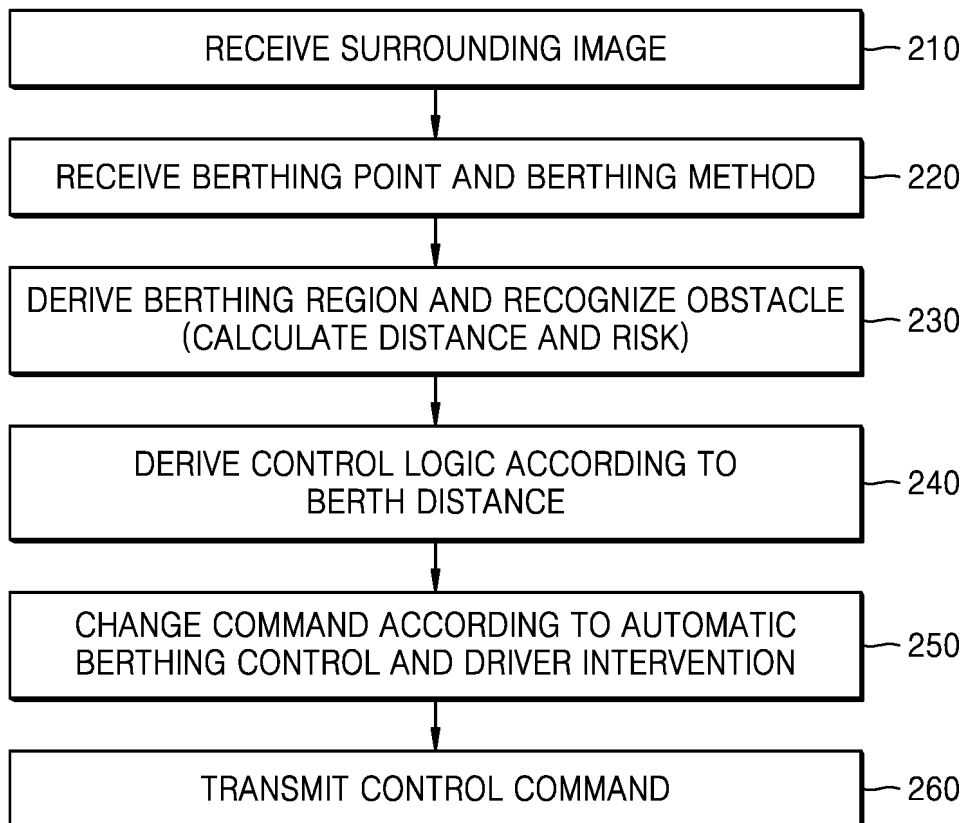 RECEIVE SURROUNDING IMAGE
210
RECEIVE BERTHING POINT AND BERTHING METHOD
220
DERIVE BERTHING REGION AND RECOGNIZE OBSTACLE
(CALCULATE DISTANCE AND RISK)
230
DERIVE CONTROL LOGIC ACCORDING TO
BERTH DISTANCE
240
CHANGE COMMAND ACCORDING TO AUTOMATIC
BERTHING CONTROL AND DRIVER INTERVENTION
250
TRANSMIT CONTROL COMMAND
260